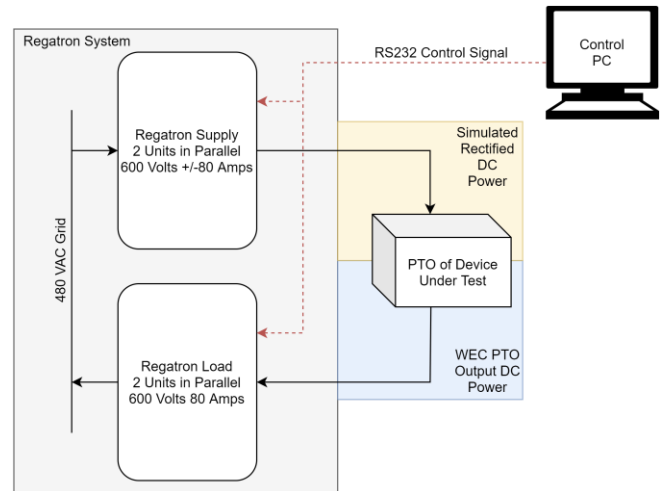 Regatron System
RS232 Control Signal
Control
PC
Regatron Supply
2 Units in Parallel
600 Volts +/-80 Amps
Simulated
Rectified
DC
Power
480 VAC Grid
PTO of Device
Under Test
Regatron Load
2 Units in Parallel
600 Volts 80 Amps
WEC PTO
Output DC
Power